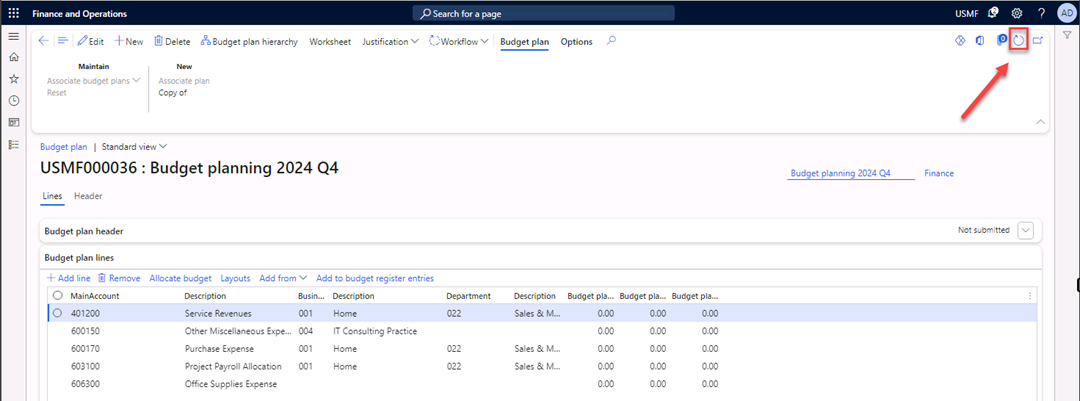 Finance and Operations Search for a page USMF 2 ? AD
Edit New Delete Budget plan hierarchy Worksheet Justification Workflow Budget plan Options 0
Maintain New
Associate budget plans Associate plan
Reset Copy of
Budget plan | Standard view
USMF000036 : Budget planning 2024 Q4
Budget planning 2024 Q4 Finance
Lines Header
Budget plan header Not submitted
Budget plan lines
+ Add line Remove Allocate budget Layouts Add from Add to budget register entries
MainAccount Description Busin... Description Department Description Budget pla... Budget pla... Budget pla...
401200 Service Revenues 001 Home 022 Sales & M... 0.00 0.00 0.00
600150 Other Miscellaneous Expe... 004 IT Consulting Practice 0.00 0.00 0.00
600170 Purchase Expense 001 Home 022 Sales & M... 0.00 0.00 0.00
603100 Project Payroll Allocation 001 Home 022 Sales & M... 0.00 0.00 0.00
606300 Office Supplies Expense 0.00 0.00 0.00